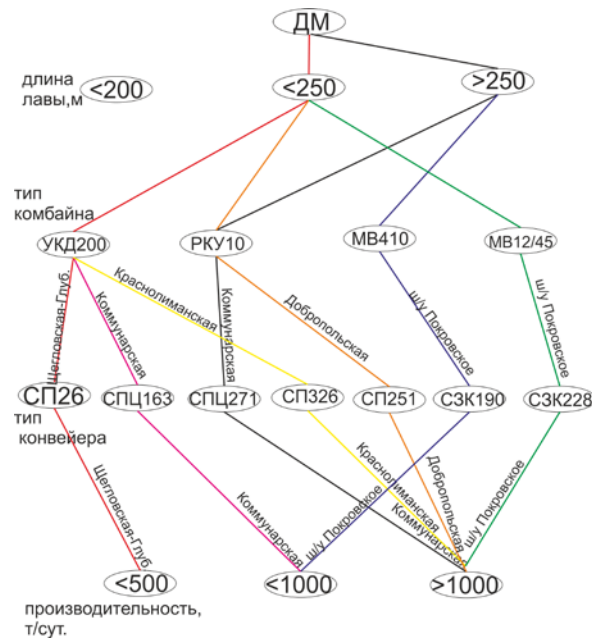 ДМ
длина
лавы,м
<200
<250
>250
тип
комбайна
УКД200
РКУ10
МВ410
МВ12/45
Щегловская-Глуб.
Коммунарская
Краснолиманская
Коммунарская
Добропольская
ш/у Покровское
ш/у Покровское
СП26
СПЦ163
СПЦ271
СП326
СП251
СЗК190
СЗК228
тип
конвейера
Щегловская-Глуб
Коммунарская
ш/у Покровское
Краснолиманская
Коммунарская
Добропольская
ш/у Покровское
<500
<1000
>1000
производительность,
т/сут.